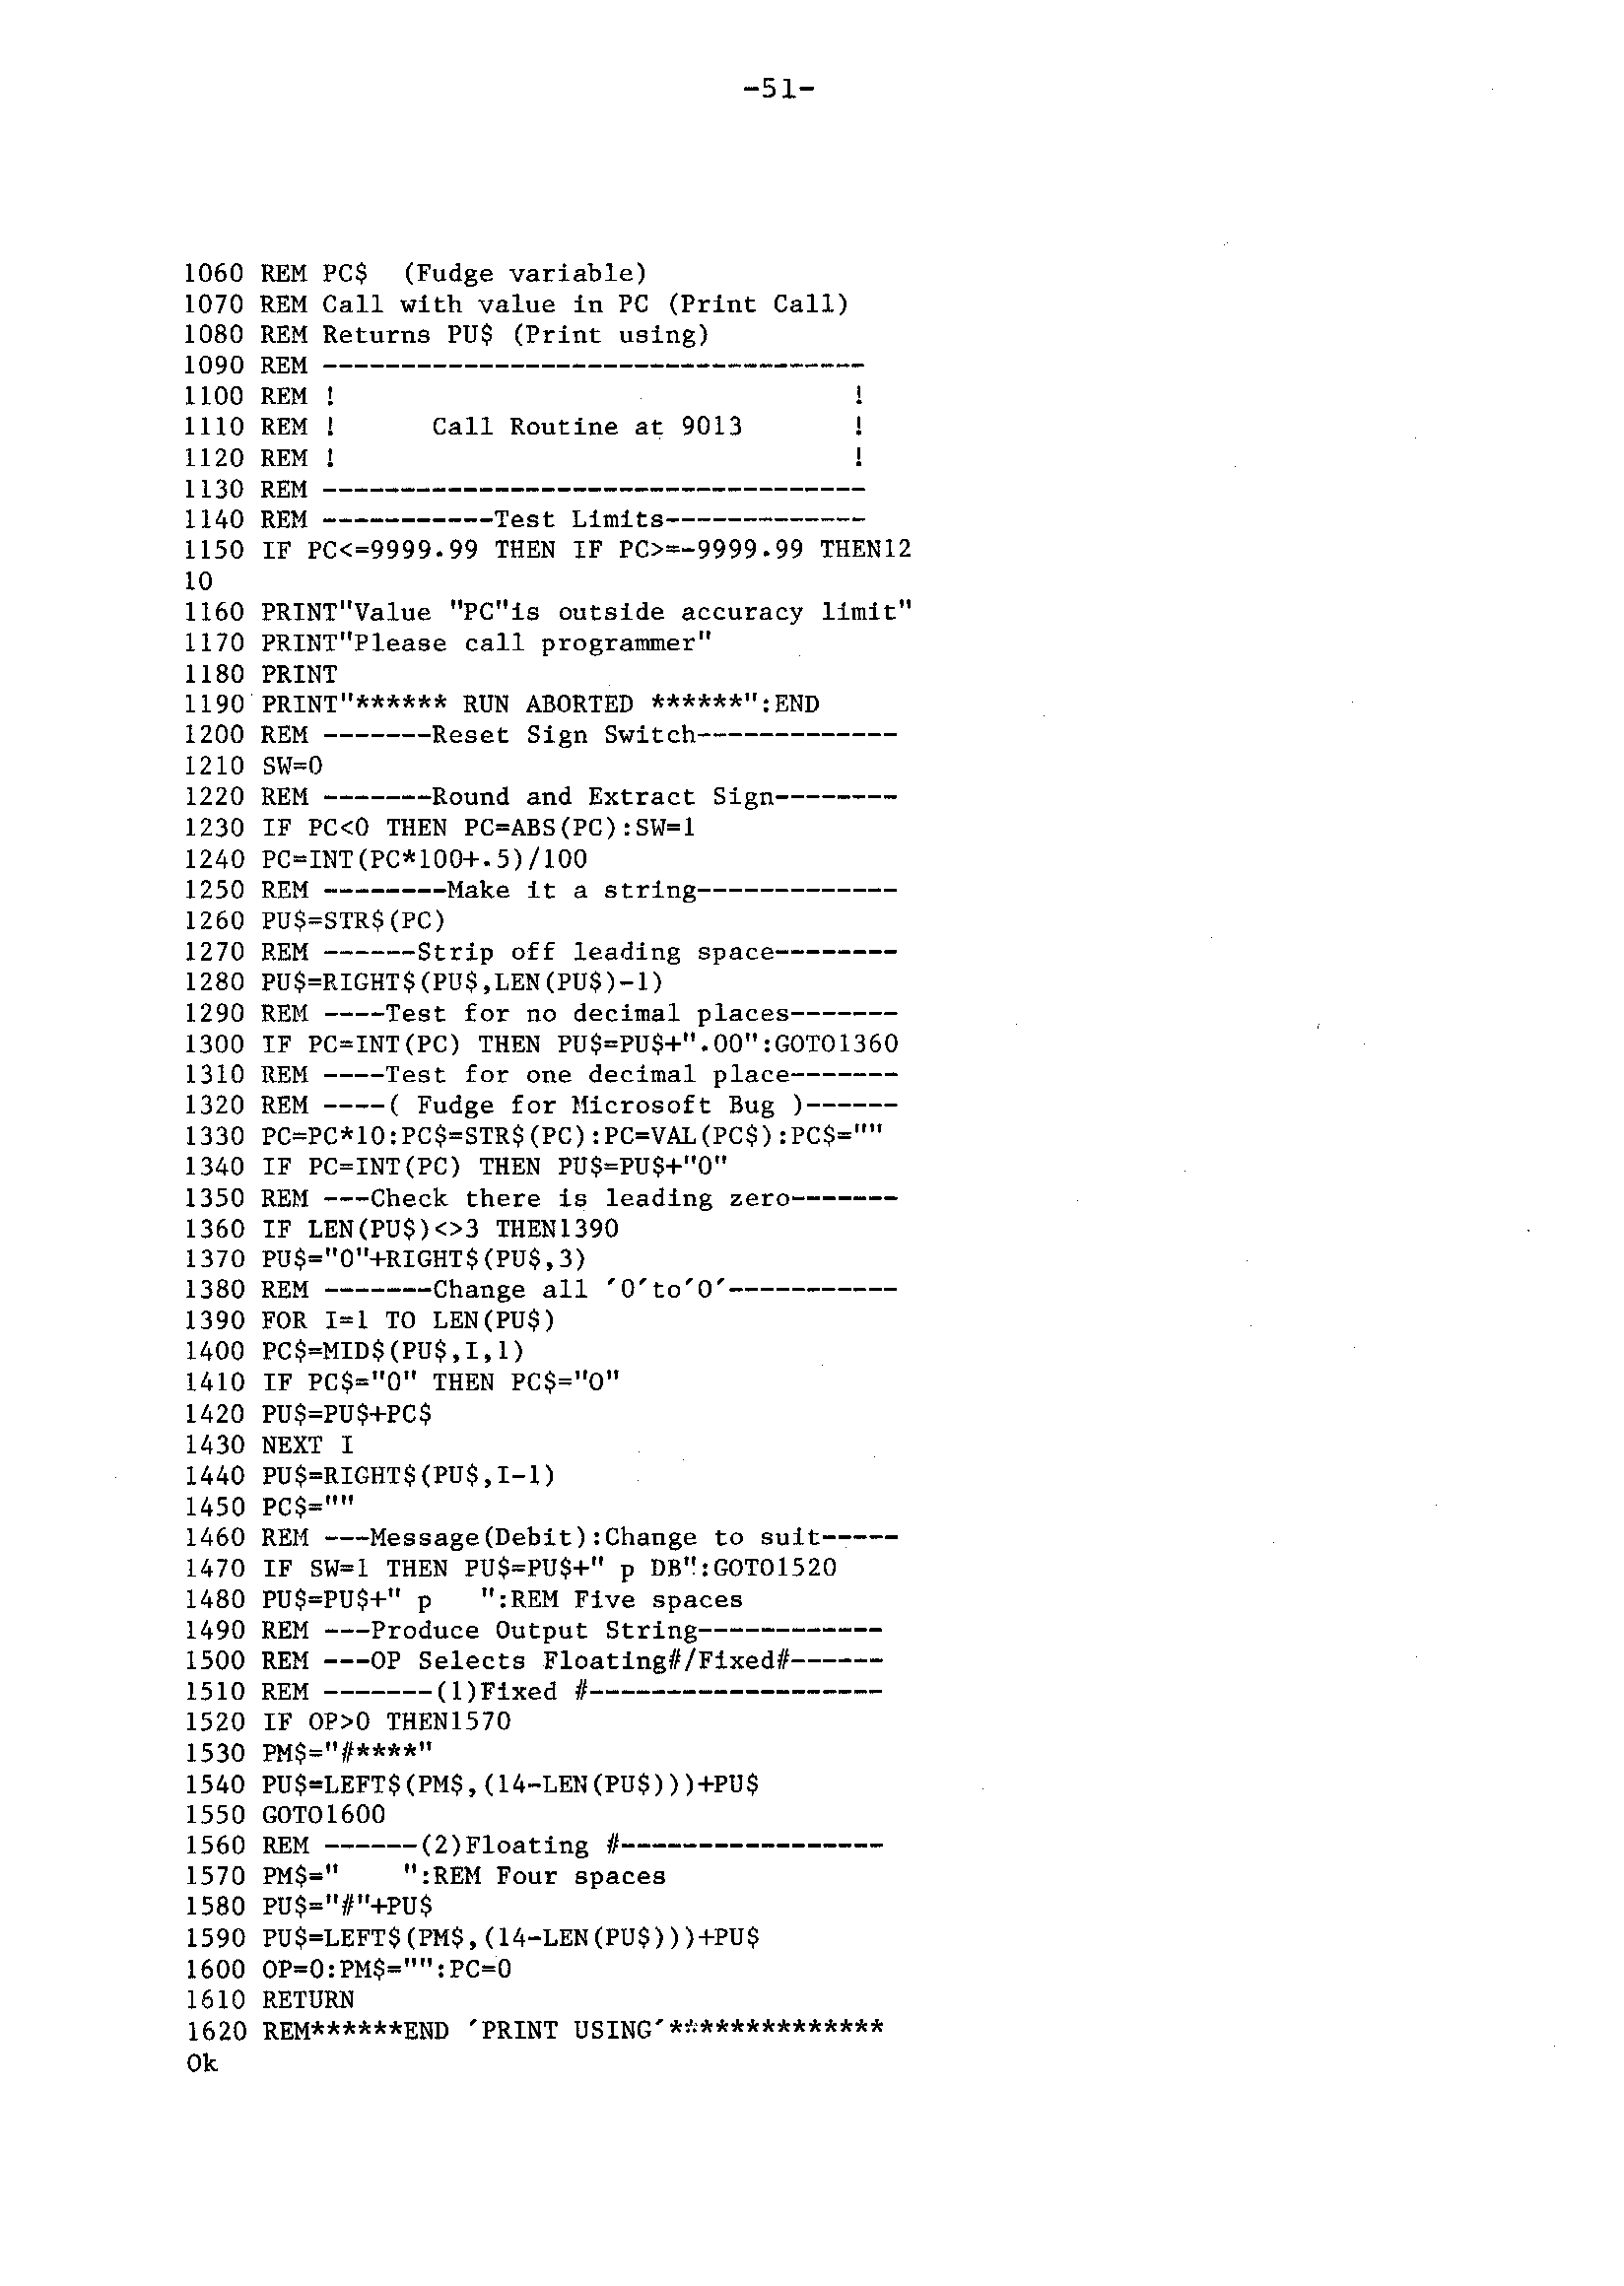 -51-
1060 REM PC$  (Fudge variable)
1070 REM Call with value in PC (Print Call)
1080 REM Returns PU$ (Print using)
1090 REM -----------------------------------
1100 REM !                                  !
1110 REM !      Call Routine at 9013        !
1120 REM !                                  !
1130 REM -----------------------------------
1140 REM -----------Test Limits-------------
1150 IF PC<=9999.99 THEN IF PC>=-9999.99 THEN12
10
1160 PRINT"Value "PC"is outside accuracy limit"
1170 PRINT"Please call programmer"
1180 PRINT
1190 PRINT"****** RUN ABORTED ******":END
1200 REM -------Reset Sign Switch-------------
1210 SW=0
1220 REM -------Round and Extract Sign--------
1230 IF PC<0 THEN PC=ABS(PC):SW=1
1240 PC=INT(PC*100+.5)/100
1250 REM --------Make it a string-------------
1260 PU$=STR$(PC)
1270 REM ------Strip off leading space--------
1280 PU$=RIGHT$(PU$,LEN(PU$)-1)
1290 REM ----Test for no decimal places-------
1300 IF PC=INT(PC) THEN PU$=PU$+".00":GOTO1360
1310 REM ----Test for one decimal place-------
1320 REM ----( Fudge for Microsoft Bug )------
1330 PC=PC*10:PC$=STR$(PC):PC=VAL(PC$):PC$=""
1340 IF PC=INT(PC) THEN PU$=PU$+"0"
1350 REM ---Check there is leading zero-------
1360 IF LEN(PU$)<>3 THEN1390
1370 PU$="0"+RIGHT$(PU$,3)
1380 REM -------Change all '0'to'O'-----------
1390 FOR I=1 TO LEN(PU$)
1400 PC$=MID$(PU$,I,1)
1410 IF PC$="0" THEN PC$="O"
1420 PU$=PU$+PC$
1430 NEXT I
1440 PU$=RIGHT$(PU$,I-1)
1450 PC$=""
1460 REM ---Message(Debit):Change to suit-----
1470 IF SW=1 THEN PU$=PU$+" p DB":GOTO1520
1480 PU$=PU$+" p   ":REM Five spaces
1490 REM ---Produce Output String------------
1500 REM ---OP Selects Floating#/Fixed#------
1510 REM -------(1)Fixed #-------------------
1520 IF OP>0 THEN1570
1530 PM$="#****"
1540 PU$=LEFT$(PM$,(14-LEN(PU$)))+PU$
1550 GOTO1600
1560 REM ------(2)Floating #-----------------
1570 PM$="    ":REM Four spaces
1580 PU$="#"+PU$
1590 PU$=LEFT$(PM$,(14-LEN(PU$)))+PU$
1600 OP=0:PM$="":PC=0
1610 RETURN
1620 REM******END 'PRINT USING'**************
Ok